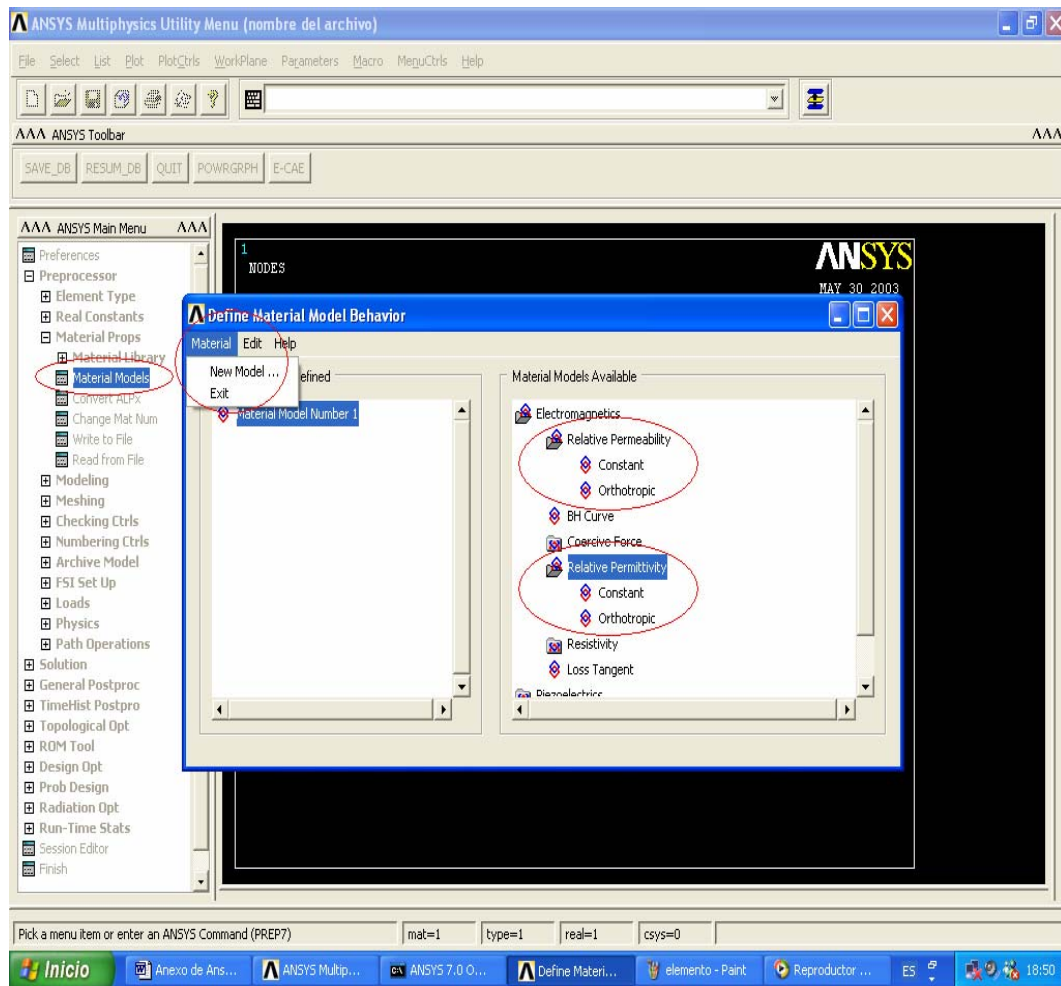 ANSYS Multiphysics Utility Menu (nombre del archivo)
File Select List Plot PlotCtrls WorkPlane Parameters Macro MenuCtrls Help
ANSYS Toolbar
SAVE_DB RESUM_DB QUIT POWRGRPH E-CAE
ANSYS Main Menu
Preferences
Preprocessor
Element Type
Real Constants
Material Props
Material Library
Material Models
Convert ALPx
Change Mat Num
Write to File
Read from File
Modeling
Meshing
Checking Ctrls
Numbering Ctrls
Archive Model
FSI Set Up
Loads
Physics
Path Operations
Solution
General Postproc
TimeHist Postpro
Topological Opt
ROM Tool
Design Opt
Prob Design
Radiation Opt
Run-Time Stats
Session Editor
Finish
1
NODES
ANSYS
MAY 30 2003
Define Material Model Behavior
Material Edit Help
New Model ...
Exit
efined
Material Model Number 1
Material Models Available
Electromagnetics
Relative Permeability
Constant
Orthotropic
BH Curve
Coercive Force
Relative Permittivity
Constant
Orthotropic
Resistivity
Loss Tangent
Piezoelectrics
Pick a menu item or enter an ANSYS Command (PREP7) mat=1 type=1 real=1 csys=0
Inicio Anexo de Ans... ANSYS Multip... ANSYS 7.0 O... Define Materi... elemento - Paint Reproductor ... ES 18:50